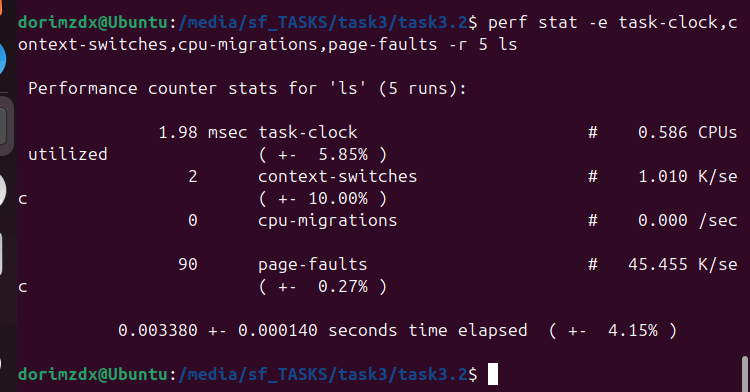 dorimzdx@Ubuntu:/media/sf_TASKS/task3/task3.2$ perf stat -e task-clock,c
ontext-switches,cpu-migrations,page-faults -r 5 ls
Performance counter stats for 'ls' (5 runs):
1.98 msec task-clock # 0.586 CPUs
utilized ( +- 5.85% )
2 context-switches # 1.010 K/se
c ( +- 10.00% )
0 cpu-migrations # 0.000 /sec
90 page-faults # 45.455 K/se
c ( +- 0.27% )
0.003380 +- 0.000140 seconds time elapsed ( +- 4.15% )
dorimzdx@Ubuntu:/media/sf_TASKS/task3/task3.2$